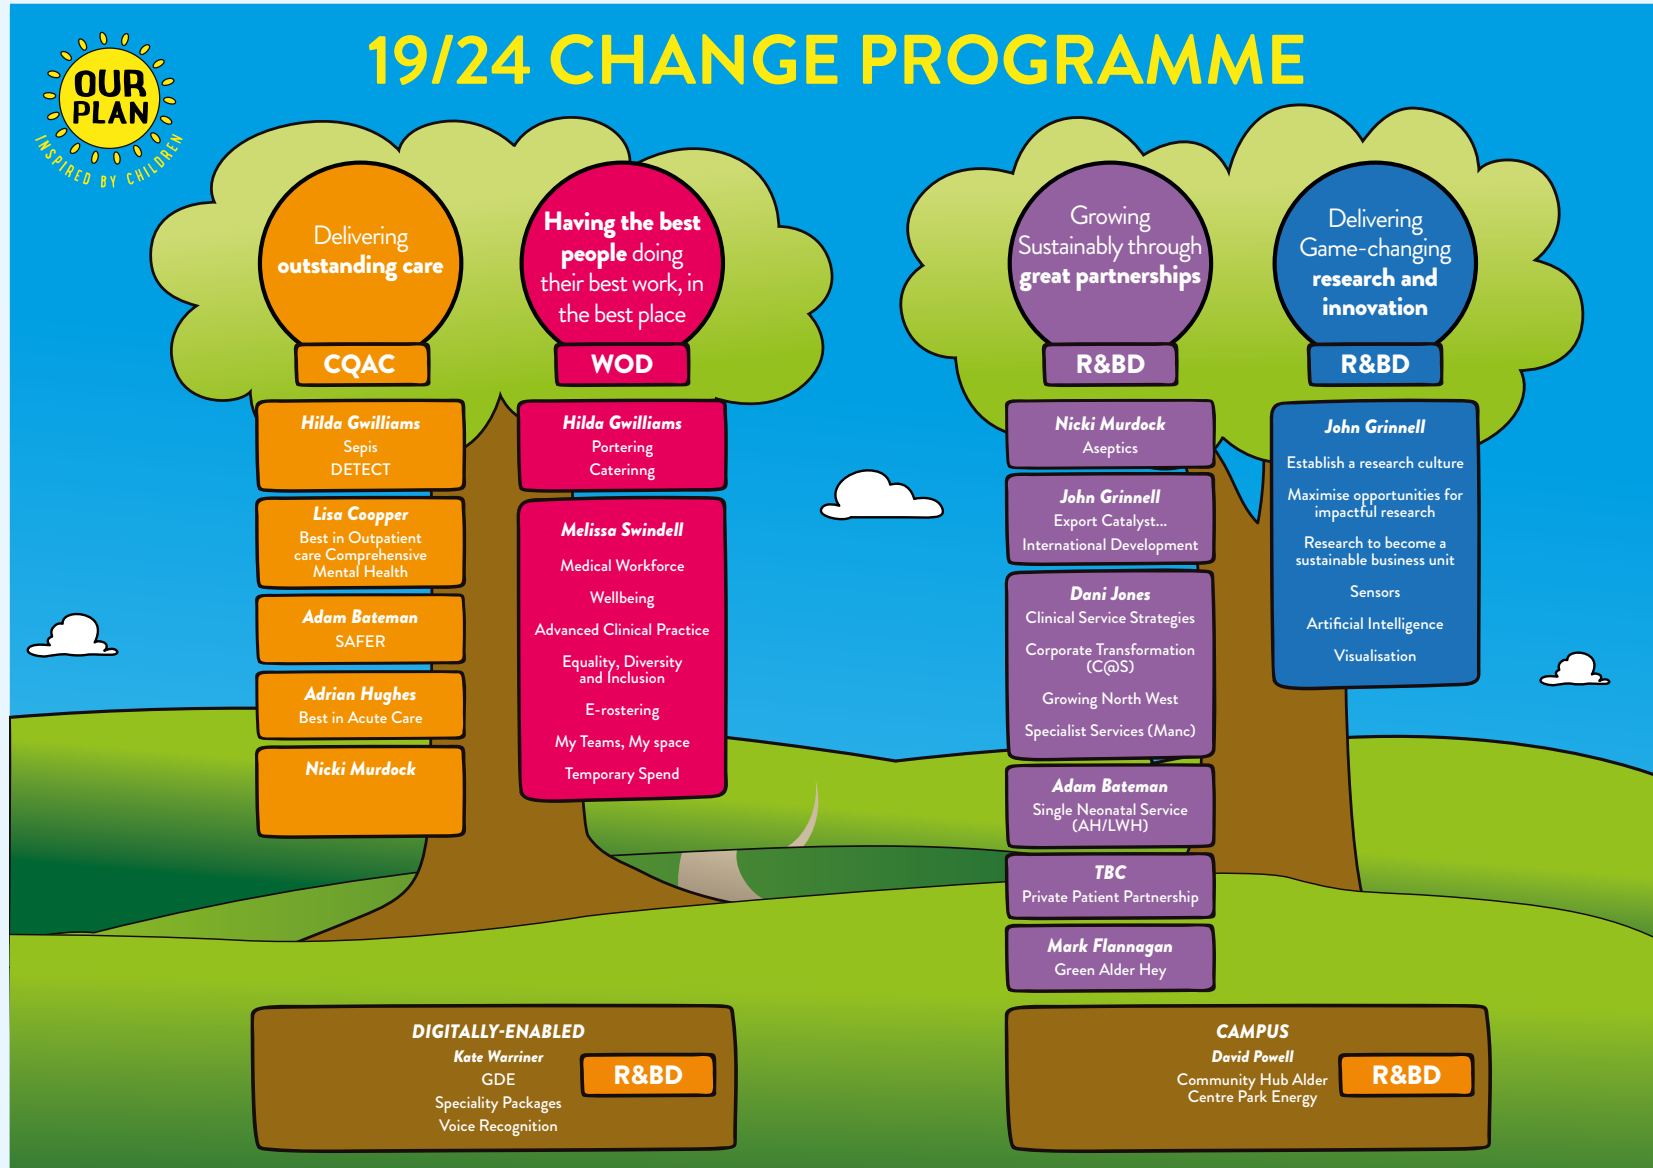 19/24 CHANGE PROGRAMME
OUR
PLAN
INSPIRED BY CHILDREN
Delivering
outstanding care
CQAC
Hilda Gwilliams
Sepis
DETECT
Lisa Coopper
Best in Outpatient
care Comprehensive
Mental Health
Adam Bateman
SAFER
Adrian Hughes
Best in Acute Care
Nicki Murdock
Having the best
people doing
their best work, in
the best place
WOD
Hilda Gwilliams
Portering
Caterinng
Melissa Swindell
Medical Workforce
Wellbeing
Advanced Clinical Practice
Equality, Diversity
and Inclusion
E-rostering
My Teams, My space
Temporary Spend
Growing
Sustainably through
great partnerships
R&BD
Nicki Murdock
Aseptics
John Grinnell
Export Catalyst...
International Development
Dani Jones
Clinical Service Strategies
Corporate Transformation
(C@S)
Growing North West
Specialist Services (Manc)
Adam Bateman
Single Neonatal Service
(AH/LWH)
TBC
Private Patient Partnership
Mark Flannagan
Green Alder Hey
Delivering
Game-changing
research and
innovation
R&BD
John Grinnell
Establish a research culture
Maximise opportunities for
impactful research
Research to become a
sustainable business unit
Sensors
Artificial Intelligence
Visualisation
DIGITALLY-ENABLED
Kate Warriner
GDE
Speciality Packages
Voice Recognition
R&BD
CAMPUS
David Powell
Community Hub Alder
Centre Park Energy
R&BD